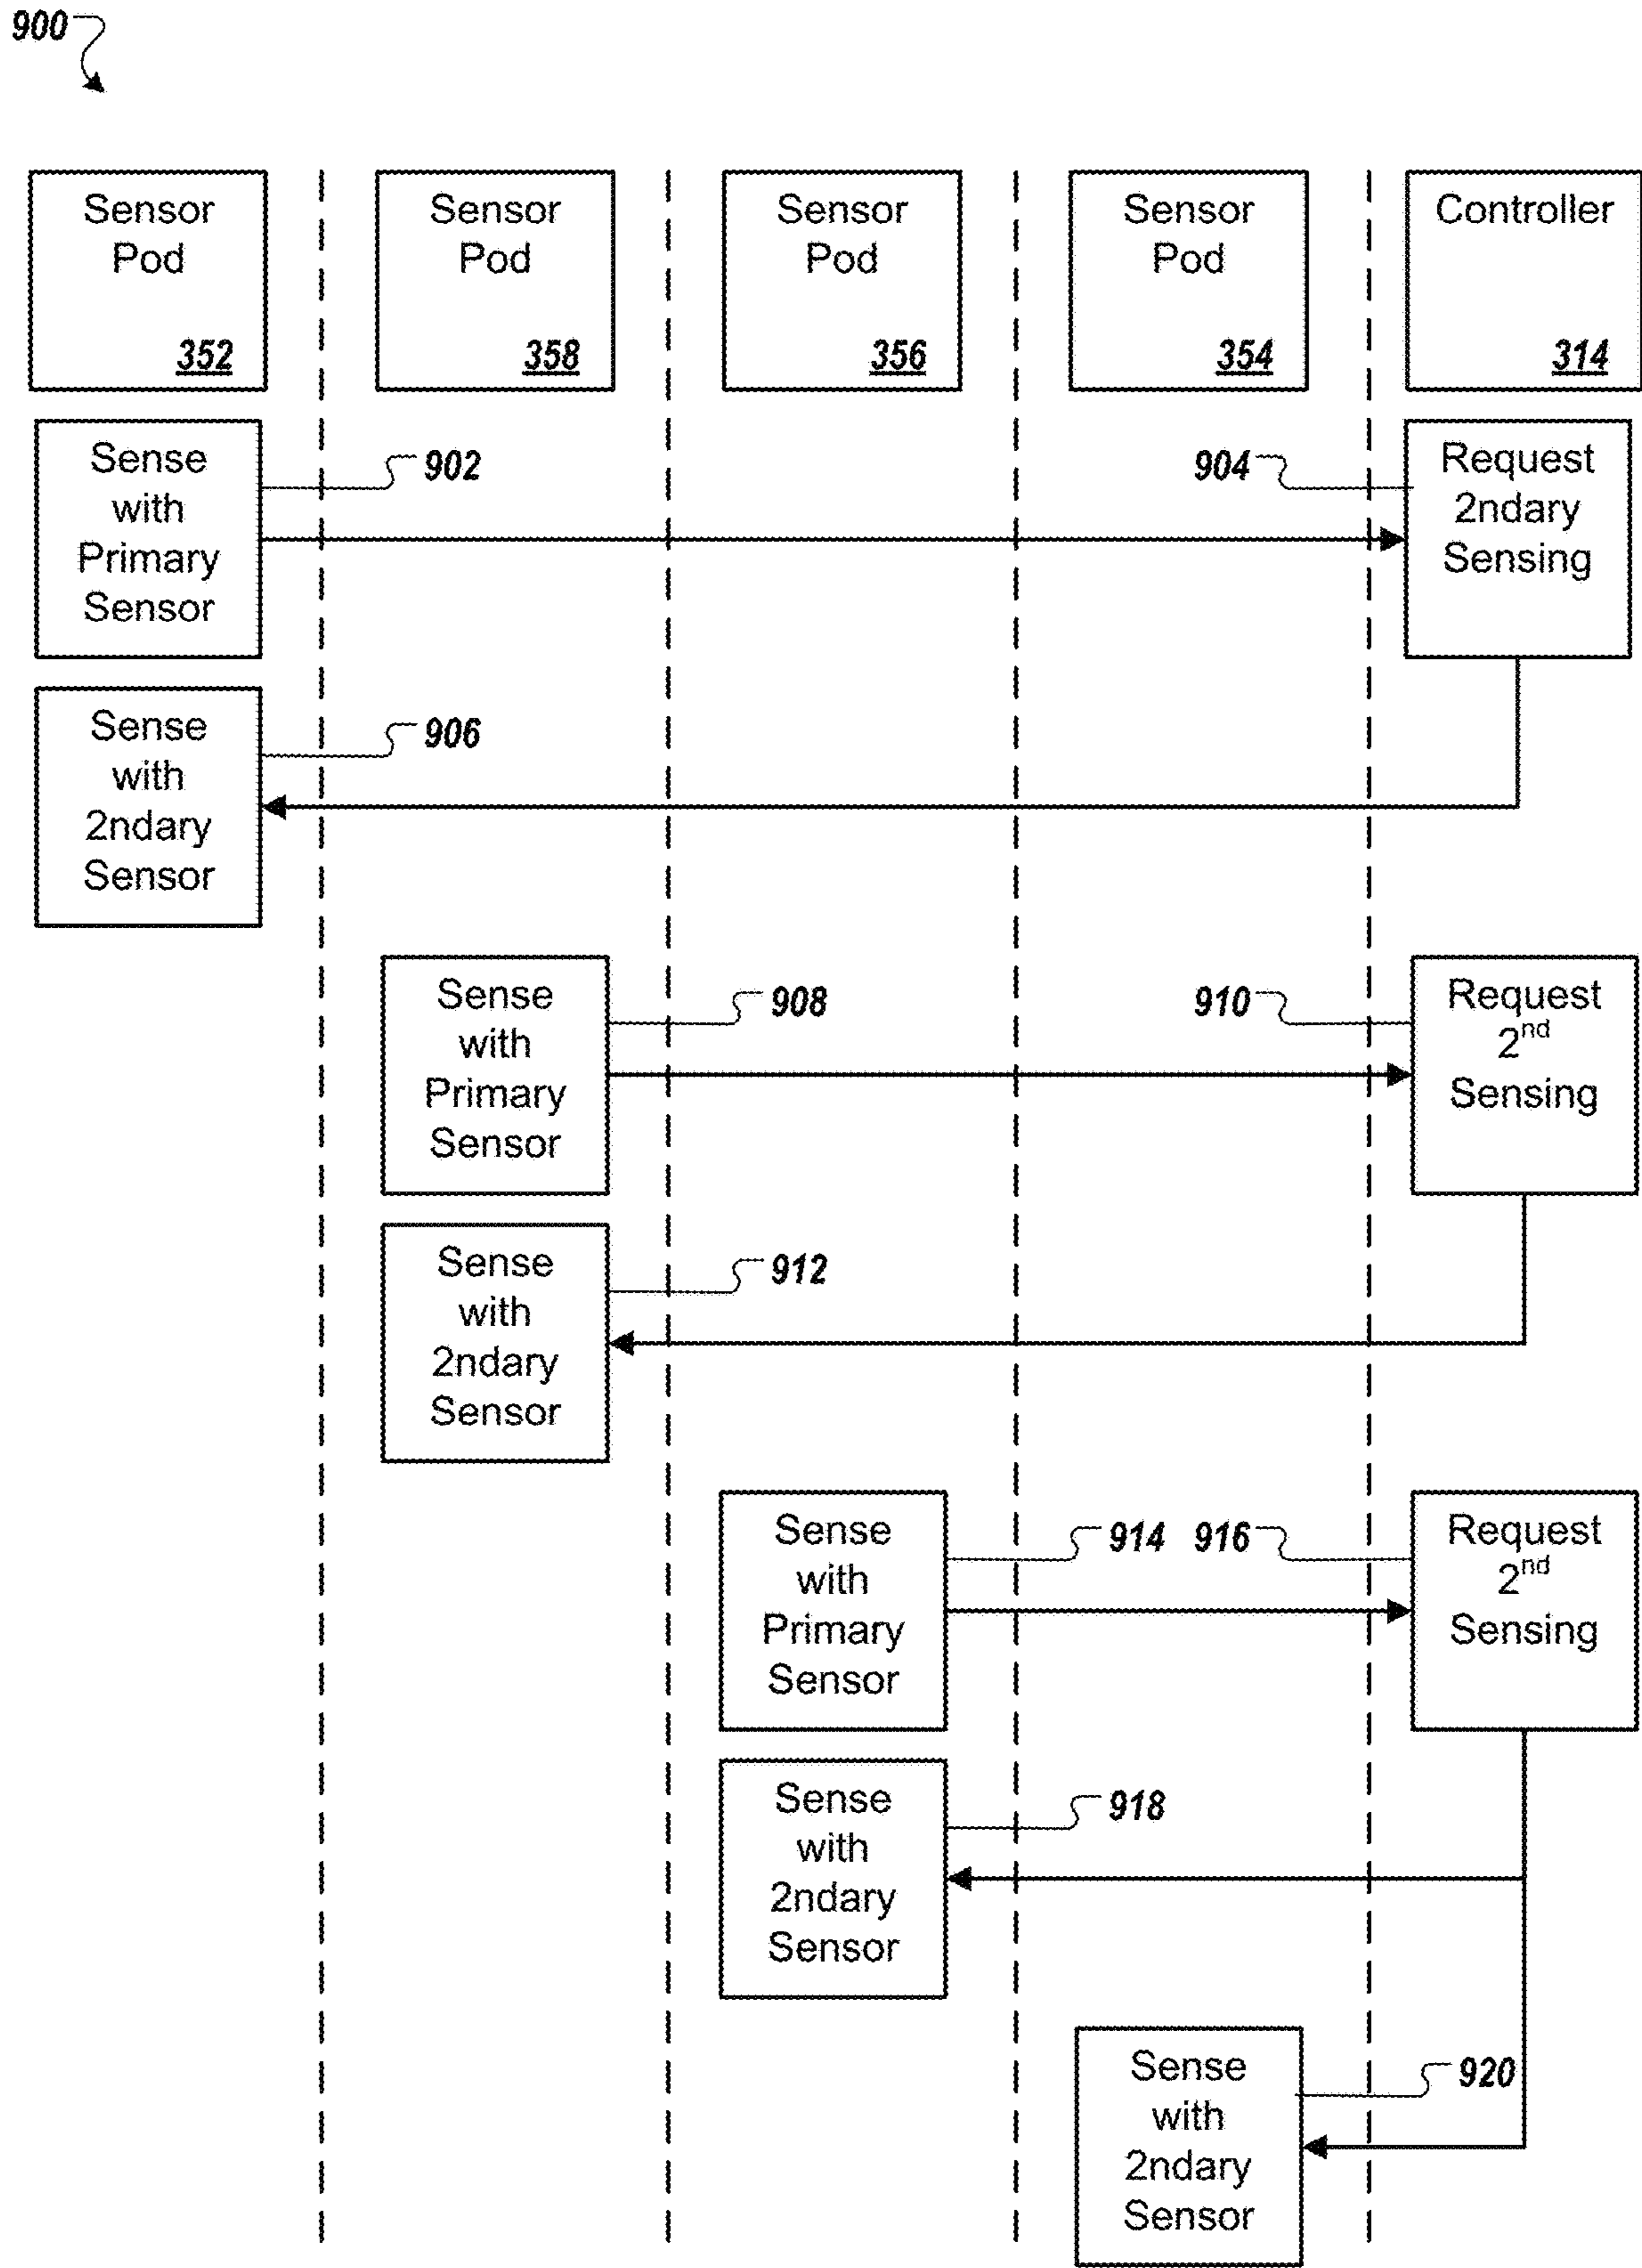 900
Sensor
Pod
352
Sensor
Pod
358
Sensor
Pod
356
Sensor
Pod
354
Controller
314
Sense
with
Primary
Sensor
902
904
Request
2ndary
Sensing
Sense
with
2ndary
Sensor
906
Sense
with
Primary
Sensor
908
910
Request
2nd
Sensing
Sense
with
2ndary
Sensor
912
Sense
with
Primary
Sensor
914
916
Request
2nd
Sensing
Sense
with
2ndary
Sensor
918
Sense
with
2ndary
Sensor
920